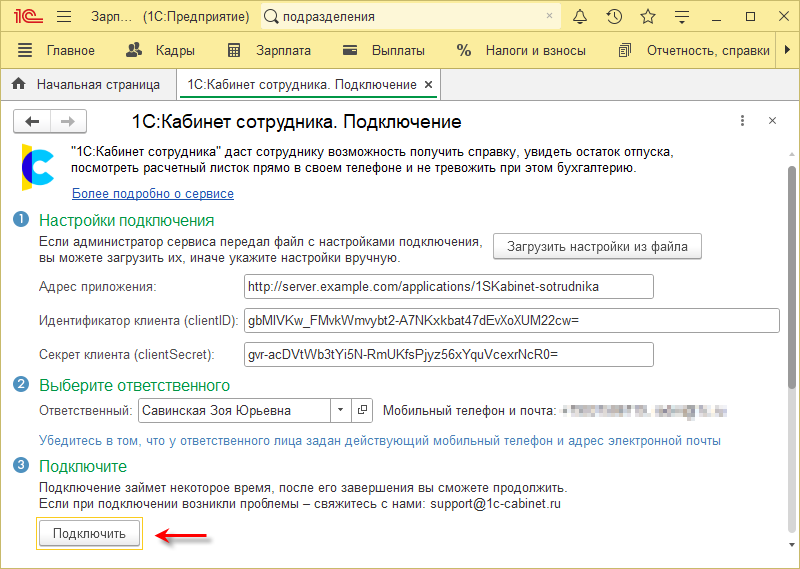 1С Зарп... (1С:Предприятие) подразделения
Главное Кадры Зарплата Выплаты % Налоги и взносы Отчетность, справки
Начальная страница 1С:Кабинет сотрудника. Подключение
1С:Кабинет сотрудника. Подключение
"1С:Кабинет сотрудника" даст сотруднику возможность получить справку, увидеть остаток отпуска,
посмотреть расчетный листок прямо в своем телефоне и не тревожить при этом бухгалтерию.
Более подробно о сервисе
1 Настройки подключения
Если администратор сервиса передал файл с настройками подключения,
вы можете загрузить их, иначе укажите настройки вручную.
Загрузить настройки из файла
Адрес приложения: http://server.example.com/applications/1SKabinet-sotrudnika
Идентификатор клиента (clientID): gbMlVKw_FMvkWmvybt2-A7NKxkbat47dEvXoXUM22cw=
Секрет клиента (clientSecret): gvr-acDVtWb3tYi5N-RmUKfsPjyz56xYquVcexrNcR0=
2 Выберите ответственного
Ответственный: Савинская Зоя Юрьевна Мобильный телефон и почта:
Убедитесь в том, что у ответственного лица задан действующий мобильный телефон и адрес электронной почты
3 Подключите
Подключение займет некоторое время, после его завершения вы сможете продолжить.
Если при подключении возникли проблемы – свяжитесь с нами: support@1c-cabinet.ru
Подключить